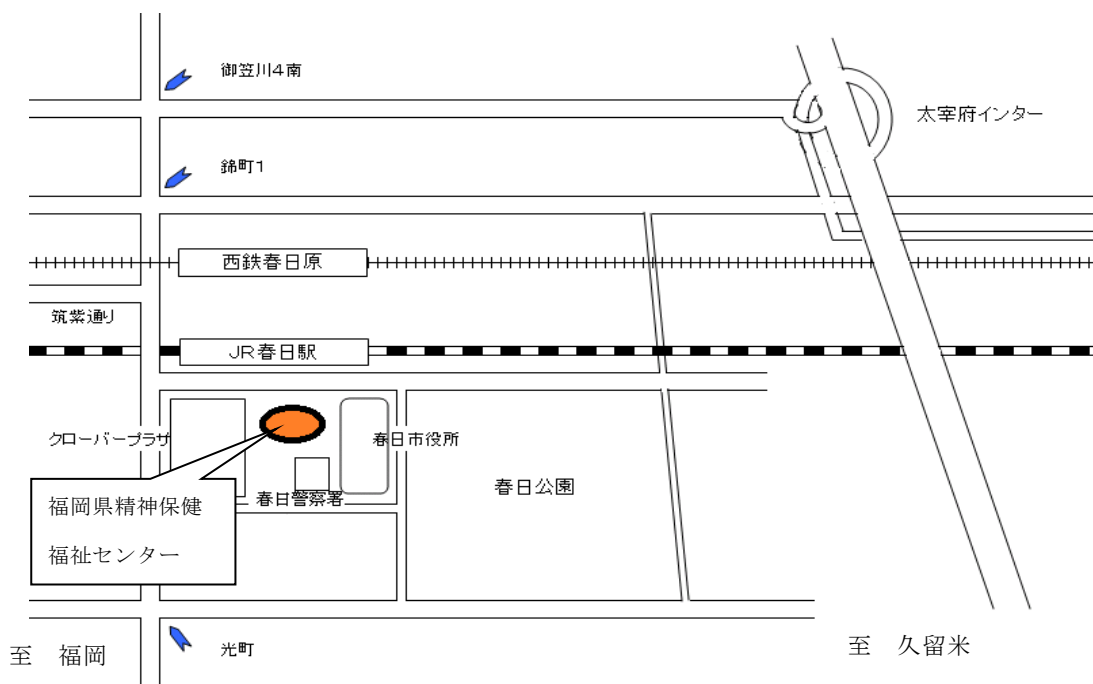 御笠川4南
太宰府インター
錦町1
西鉄春日原
筑紫通り
JR春日駅
クローバープラザ
春日市役所
春日公園
春日警察署
福岡県精神保健
福祉センター
光町
至 福岡
至 久留米